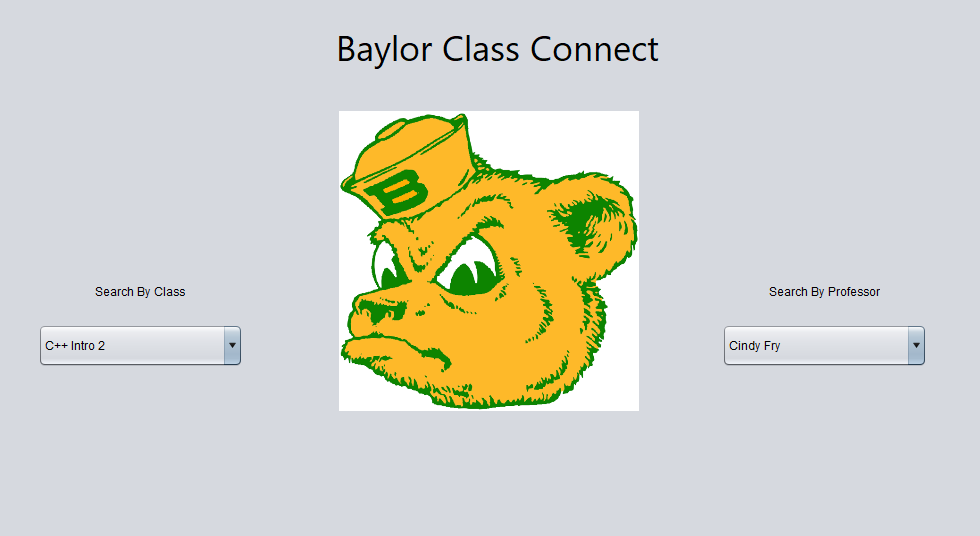 Baylor Class Connect
B
Search By Class
Search By Professor
C++ Intro 2
Cindy Fry